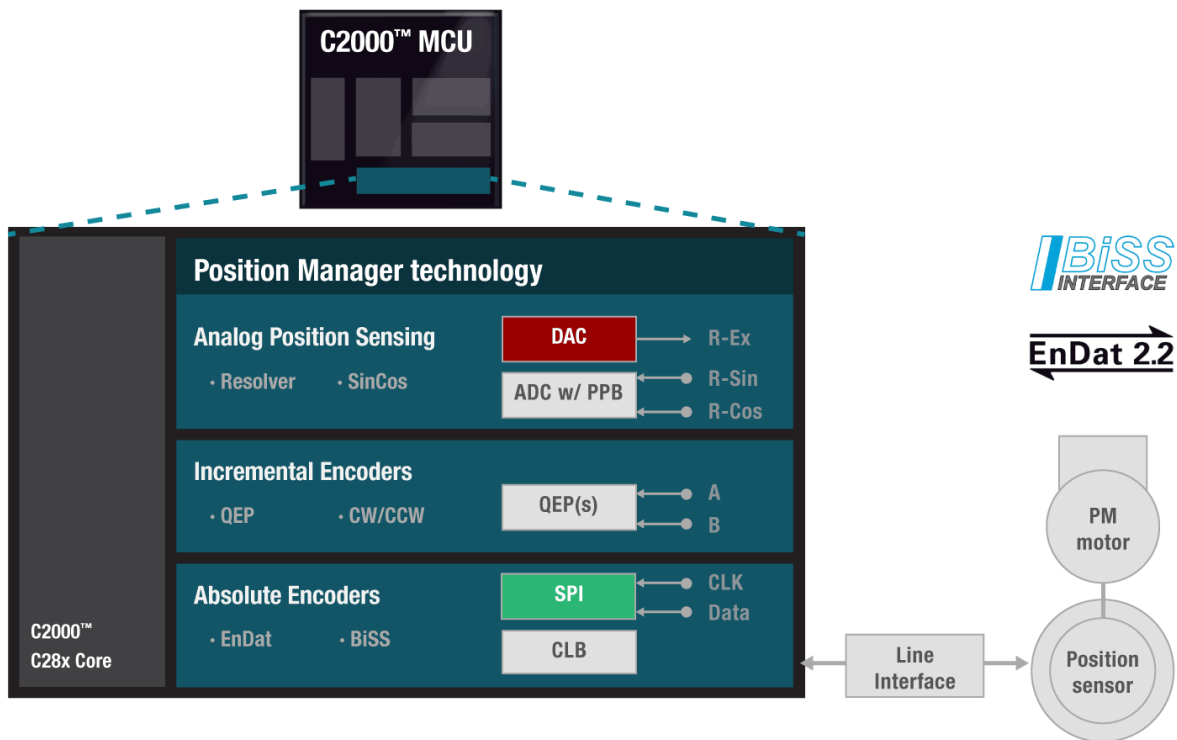 C2000™ MCU
Position Manager technology
Analog Position Sensing
· Resolver · SinCos
DAC
R-Ex
ADC w/ PPB
R-Sin
R-Cos
Incremental Encoders
· QEP · CW/CCW
QEP(s)
A
B
Absolute Encoders
· EnDat · BiSS
SPI
CLK
Data
CLB
C2000™
C28x Core
Line
Interface
BiSS
INTERFACE
EnDat 2.2
PM
motor
Position
sensor